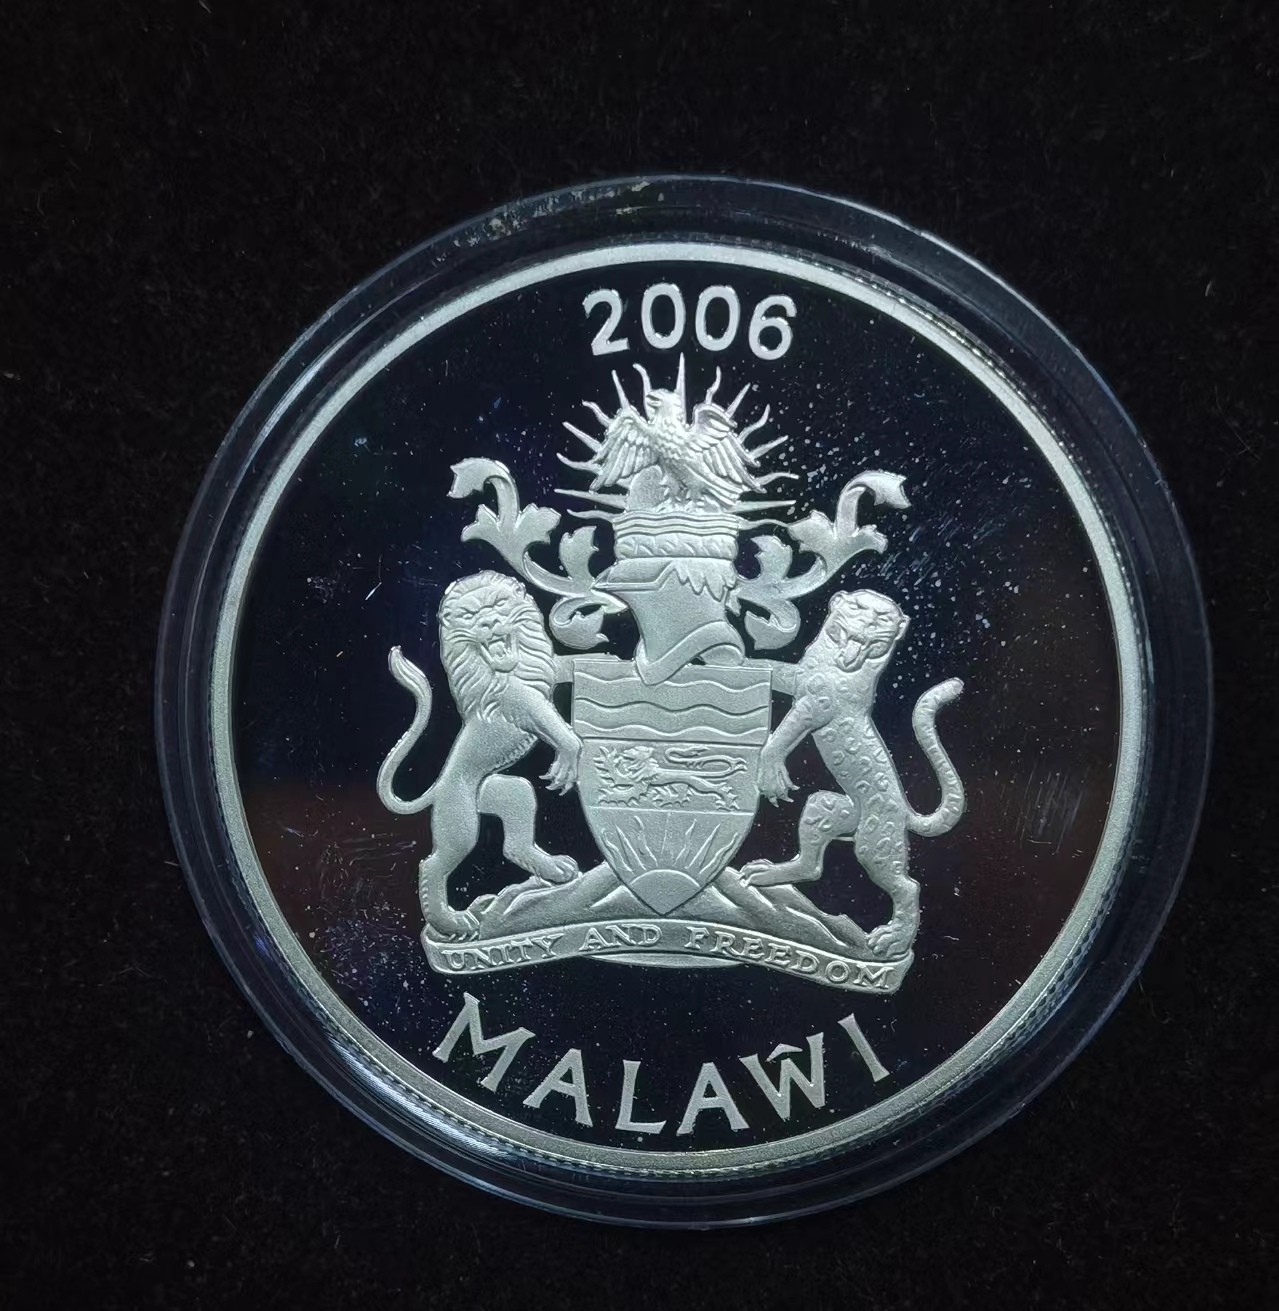 2006
UNITY AND FREEDOM
MALAŴI